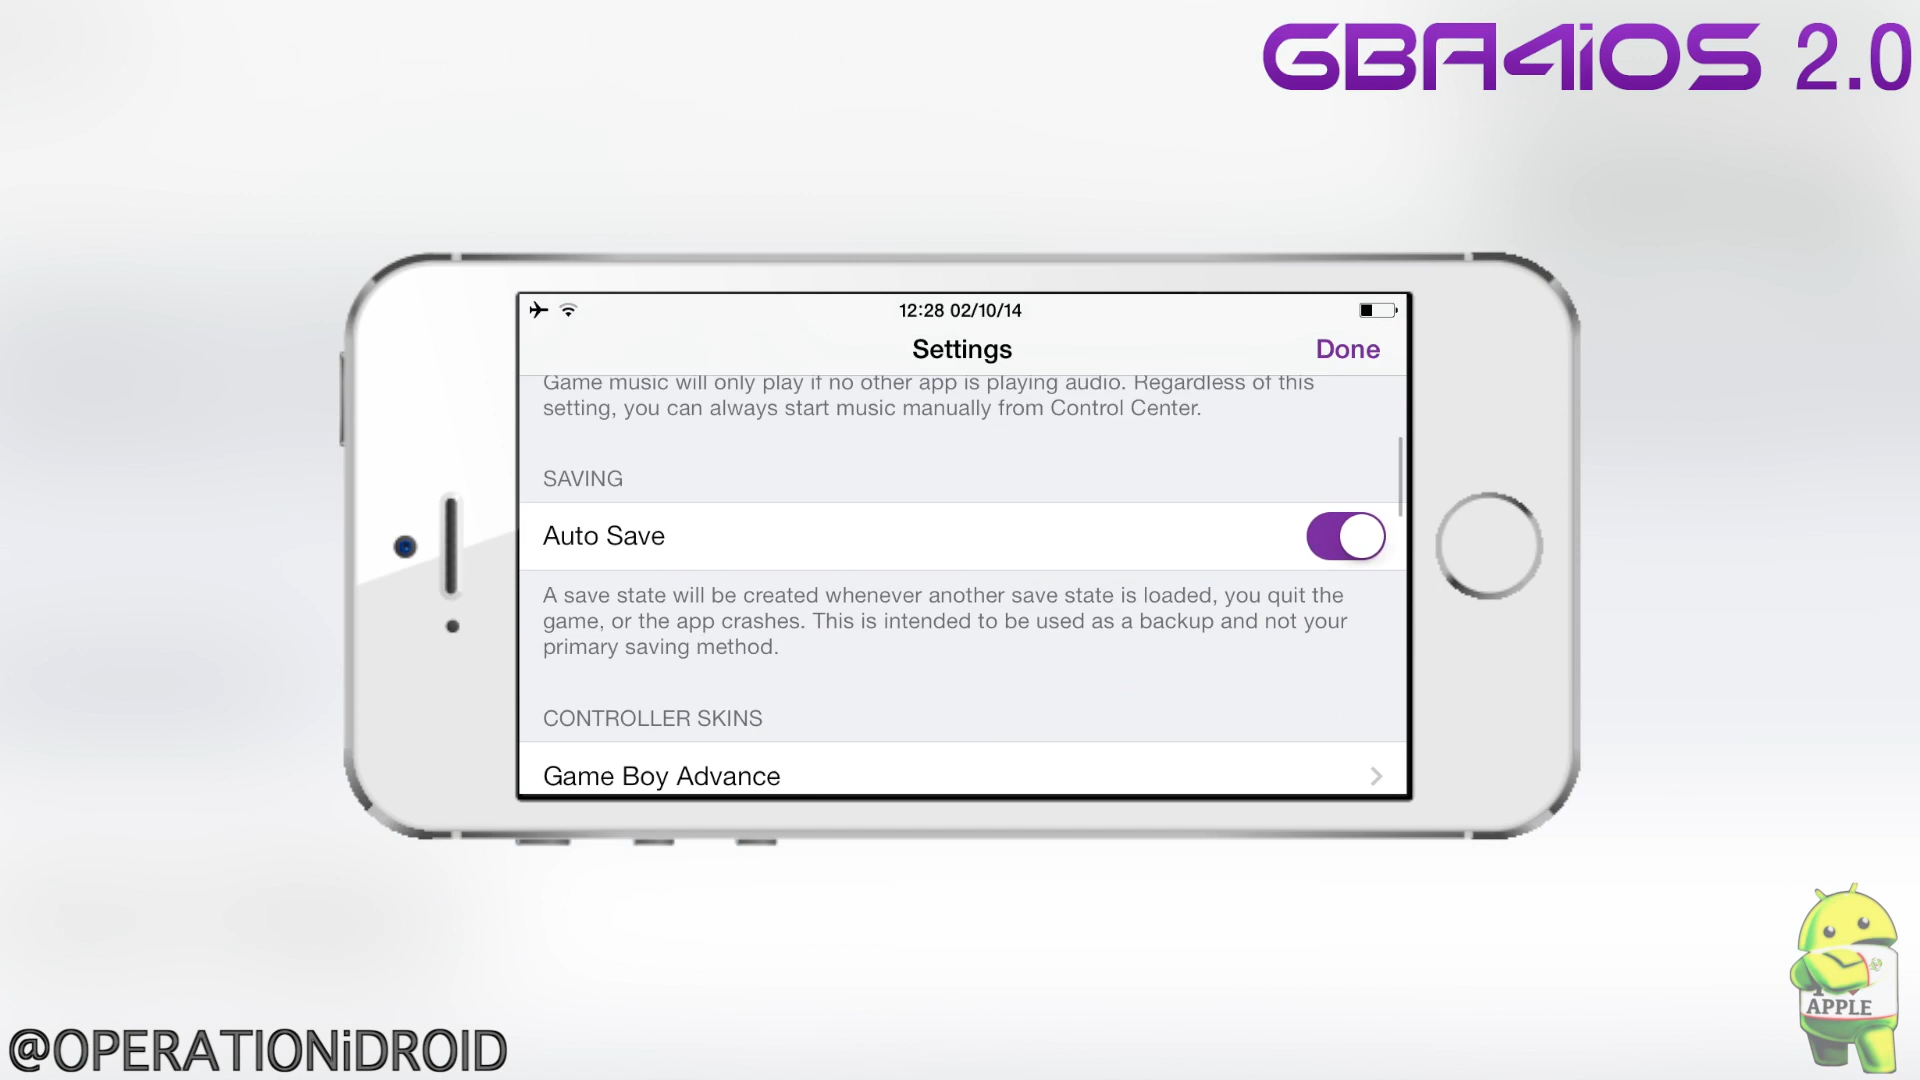 GBA4iOS 2.0
12:28 02/10/14
Settings
Done
Game music will only play if no other app is playing audio. Regardless of this
setting, you can always start music manually from Control Center.
SAVING
Auto Save
A save state will be created whenever another save state is loaded, you quit the
game, or the app crashes. This is intended to be used as a backup and not your
primary saving method.
CONTROLLER SKINS
Game Boy Advance
I
APPLE
@OPERATIONiDROID